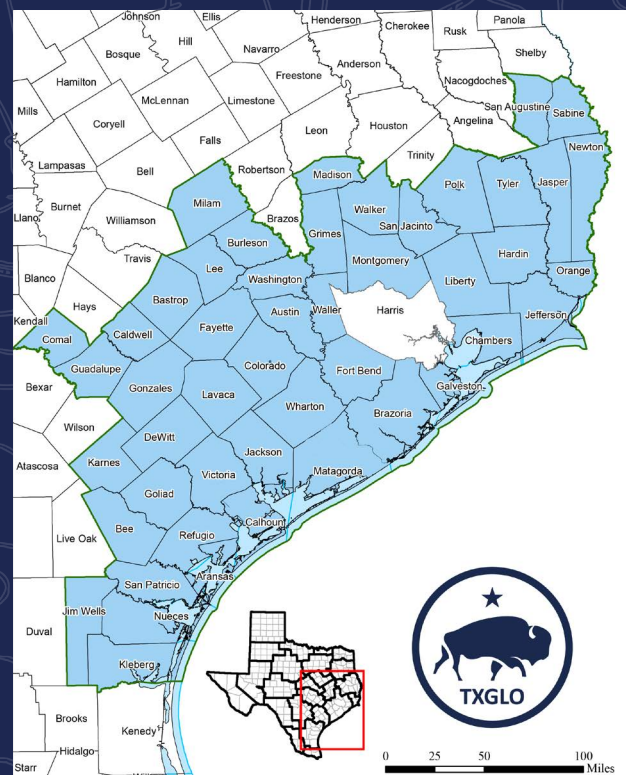 Johnson
Ellis
Henderson
Cherokee
Panola
Rusk
Bosque
Hill
Navarro
Shelby
Anderson
Hamilton
Freestone
Nacogdoches
McLennan
Limestone
San Augustine
Mills
Sabine
Coryell
Houston
Angelina
Leon
Falls
Newton
Trinity
Lampasas
Bell
Robertson
Madison
Polk
Tyler
Jasper
Burnet
Milam
Walker
Llano
Williamson
Brazos
San Jacinto
Grimes
Burleson
Hardin
Travis
Montgomery
Lee
Orange
Blanco
Washington
Liberty
Bastrop
Hays
Austin
Waller
Harris
Jefferson
Kendall
Fayette
Caldwell
Chambers
Comal
Colorado
Guadalupe
Fort Bend
Bexar
Galveston
Gonzales
Lavaca
Wharton
Brazoria
Wilson
DeWitt
Jackson
Karnes
Atascosa
Matagorda
Victoria
Goliad
Calhoun
Bee
Refugio
Live Oak
Aransas
San Patricio
Jim Wells
Nueces
Duval
Kleberg
TXGLO
Brooks
Kenedy
Hidalgo
Starr
0 25 50 100
Miles